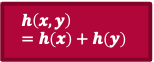 h(x,y)
= h(x) + h(y)